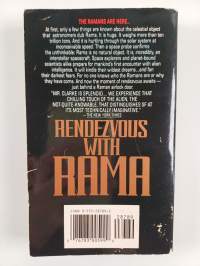 THE RAMANS ARE HERE...
At first, only a few things are known about the celestial object
that astronomers dub Rama. It is huge. It weighs more than ten
trillion tons. And it is hurtling through the solar system at
inconceivable speed. Then a space probe confirms the
unthinkable: Rama is no natural object. It is, incredibly, an
interstellar spacecraft. Space explorers and planet-bound
scientists alike prepare for mankind's first encounter with alien
intelligence. It will kindle their wildest dreams...and fan
their darkest fears. For no one knows who the Ramans are or why
they have come. And now the moment of rendezvous awaits—
just behind a Raman airlock door.
"MR. CLARKE IS SPLENDID... WE EXPERIENCE THAT
CHILLING TOUCH OF THE ALIEN, THE
NOT-QUITE-KNOWABLE, THAT DISTINGUISHES SF AT
ITS MOST TECHNICALLY IMAGINATIVE."
—THE NEW YORK TIMES
RENDEZVOUS
WITH
RAMA